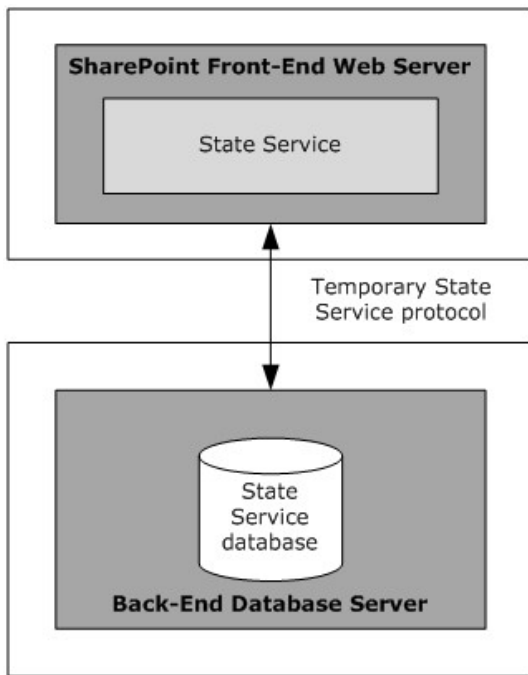 SharePoint Front-End Web Server
State Service
Temporary State
Service protocol
State
Service
database
Back-End Database Server